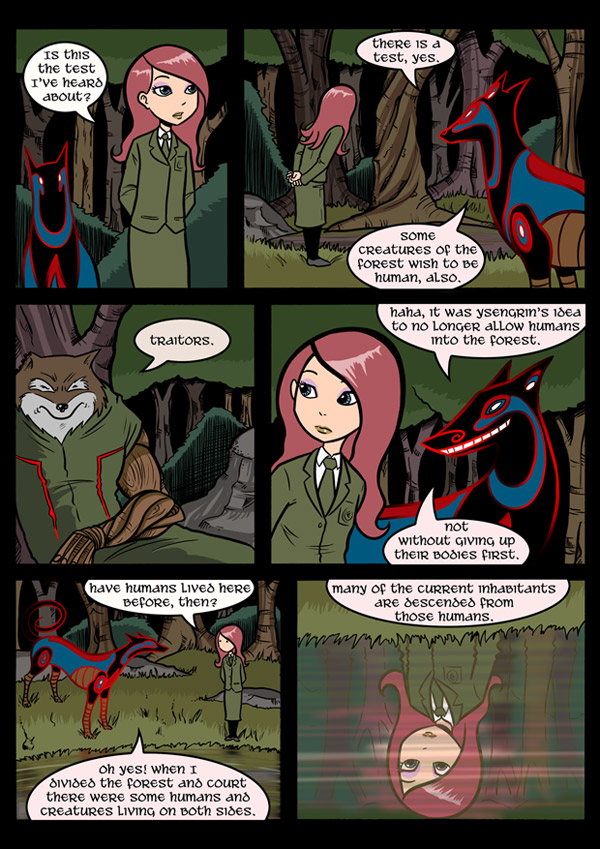 Is this
the test
I've heard
about?
There is a
test, yes.
Some
creatures of the
forest wish to be
human, also.
Traitors.
Haha, it was Ysengrin's idea
to no longer allow humans
into the forest.
Not
without giving up
their bodies first.
Have humans lived here
before, then?
Oh yes! When I
divided the forest and court
there were some humans and
creatures living on both sides.
Many of the current inhabitants
are descended from
those humans.